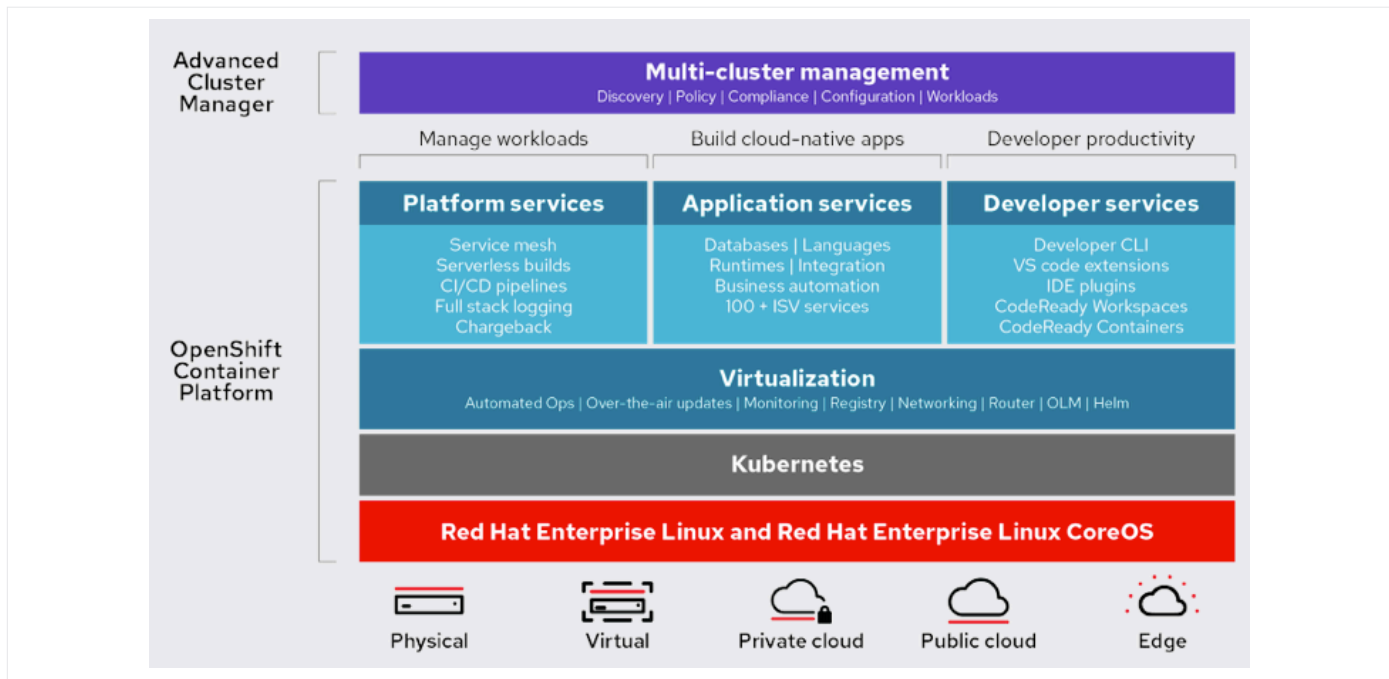 Advanced
Cluster
Manager
Multi-cluster management
Discovery | Policy | Compliance | Configuration | Workloads
Manage workloads
Build cloud-native apps
Developer productivity
OpenShift
Container
Platform
Platform services
Service mesh
Serverless builds
CI/CD pipelines
Full stack logging
Chargeback
Application services
Databases | Languages
Runtimes | Integration
Business automation
100 + ISV services
Developer services
Developer CLI
VS code extensions
IDE plugins
CodeReady Workspaces
CodeReady Containers
Virtualization
Automated Ops | Over-the-air updates | Monitoring | Registry | Networking | Router | OLM | Helm
Kubernetes
Red Hat Enterprise Linux and Red Hat Enterprise Linux CoreOS
Physical
Virtual
Private cloud
Public cloud
Edge